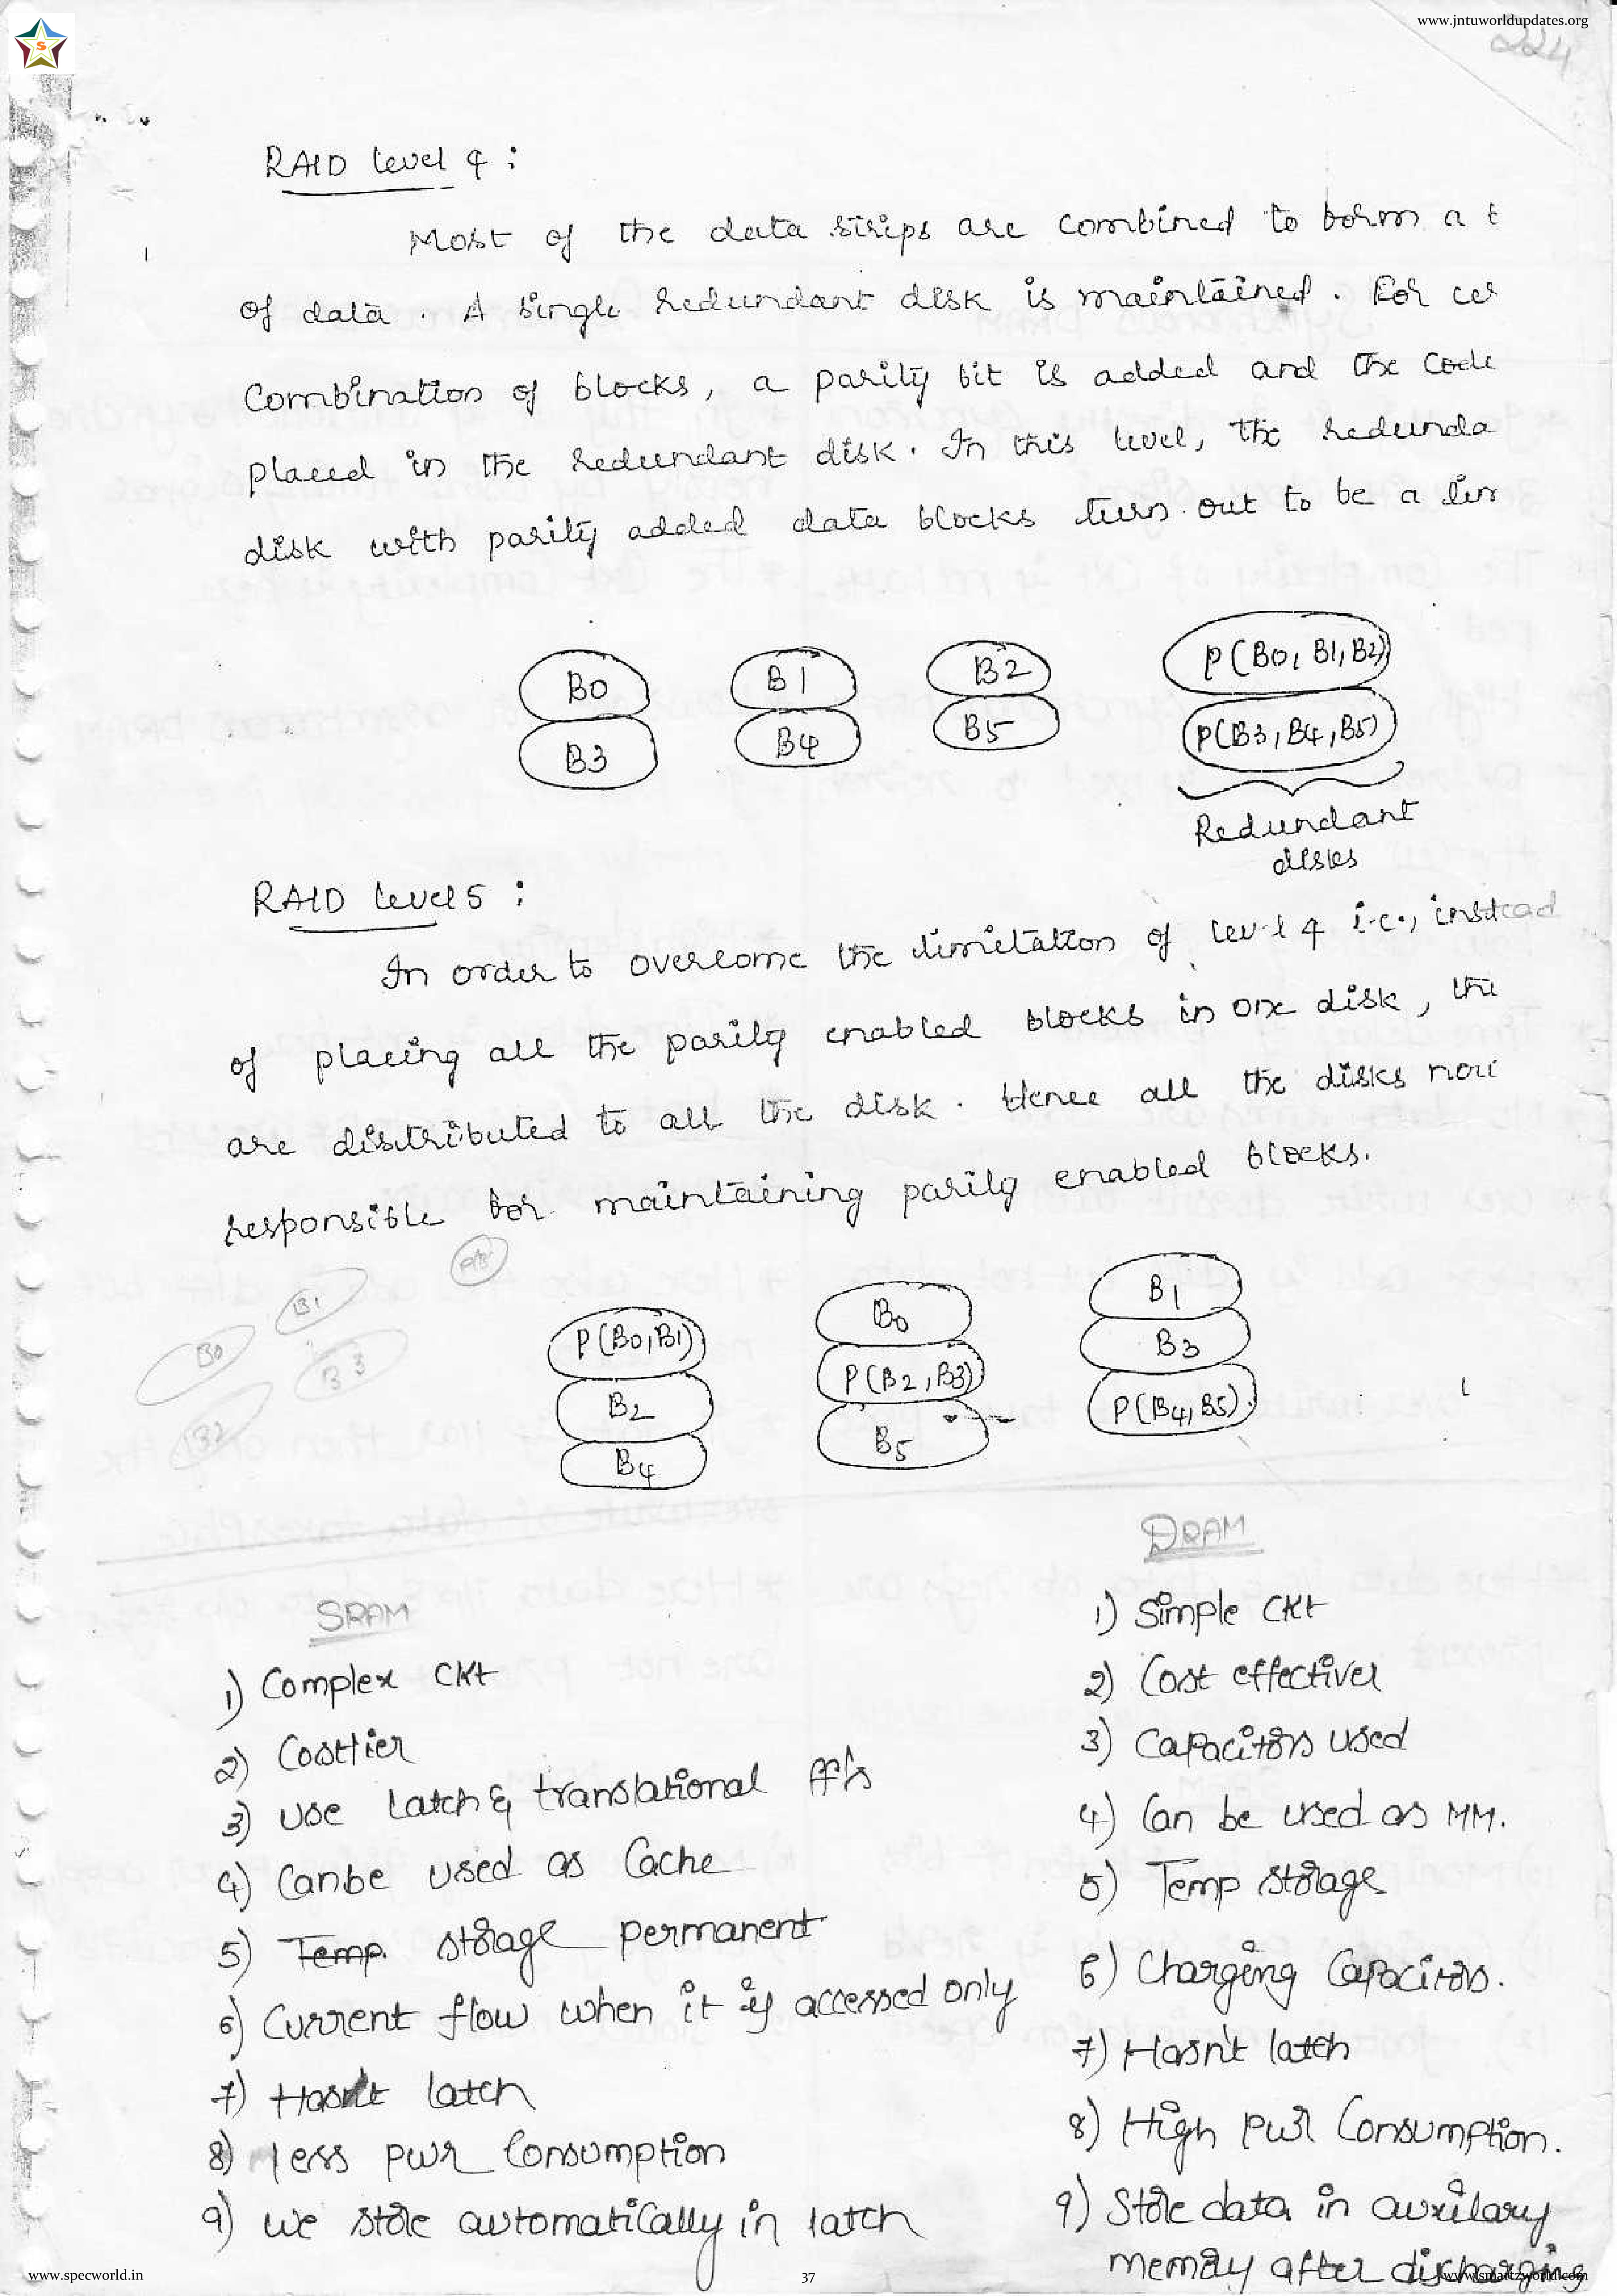 www.jntuworldupdates.org
S
224
RAID level 4 :
Most of the data strips are combined to form a
of data . A single redundant disk is maintained . For
Combination of blocks, a parity bit is added and the code
placed in the redundant disk . In this level, the redunda
disk with parity added data blocks turn out to be a
B0 B1 B2 P(B0, B1, B2)
B3 B4 B5 P(B3, B4, B5)
Redundant
disks
RAID level 5 :
In order to overcome the limitation of level 4 i.e., instead
of placing all the parity enabled blocks in one disk , the
are distributed to all the disk . Hence all the disks
responsible for maintaining parity enabled blocks.
B1
B0 B3
B2
P(B0, B1) B0 B1
B2 P(B2, B3) B3
B4 B5 P(B4, B5)
SRAM
1) Complex CKt
2) Costlier
3) use latch & translational ff's
4) Canbe used as Cache
5) Temp. storage permanent
6) Current flow when it is accessed only
7) latch
8) less pwr Consumption
9) we store automatically in latch
DRAM
1) Simple CKt
2) Cost effectiver
3) Capacitors used
4) Can be used as MM.
5) Temp storage
6) Charging Capacitors.
7) Hasn't latch
8) High pwr Consumption.
9) Store data in auxilary
memory after discharging
www.specworld.in
37
www.smartzworld.com